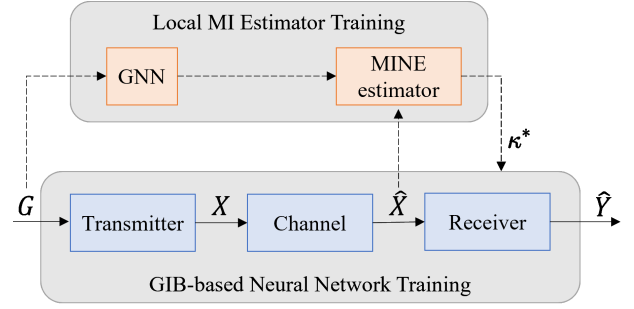 Local MI Estimator Training
GNN
MINE
estimator
κ*
G
Transmitter
X
Channel
X̂
Receiver
Ŷ
GIB-based Neural Network Training